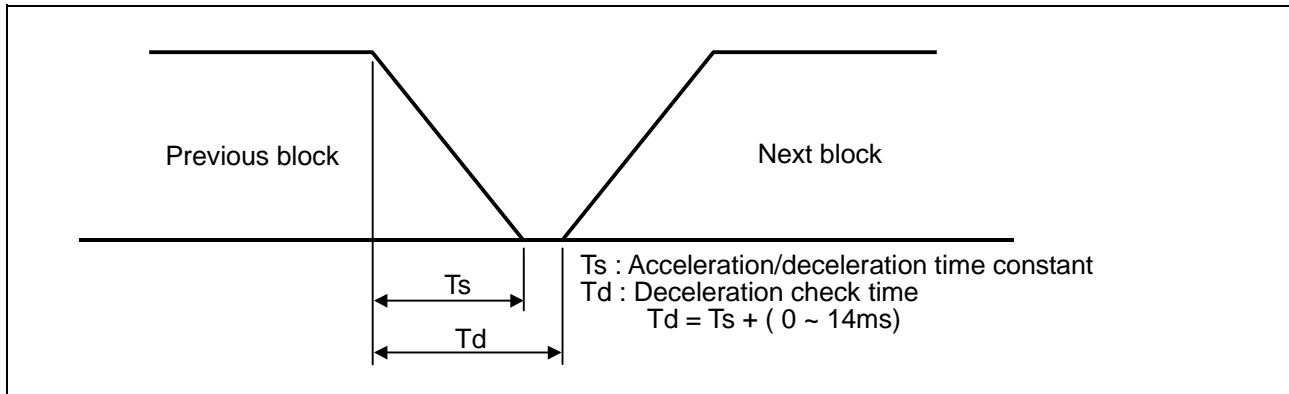 Previous block
Next block
Ts : Acceleration/deceleration time constant
Ts
Td : Deceleration check time
Td = Ts + ( 0 ~ 14ms)
Td